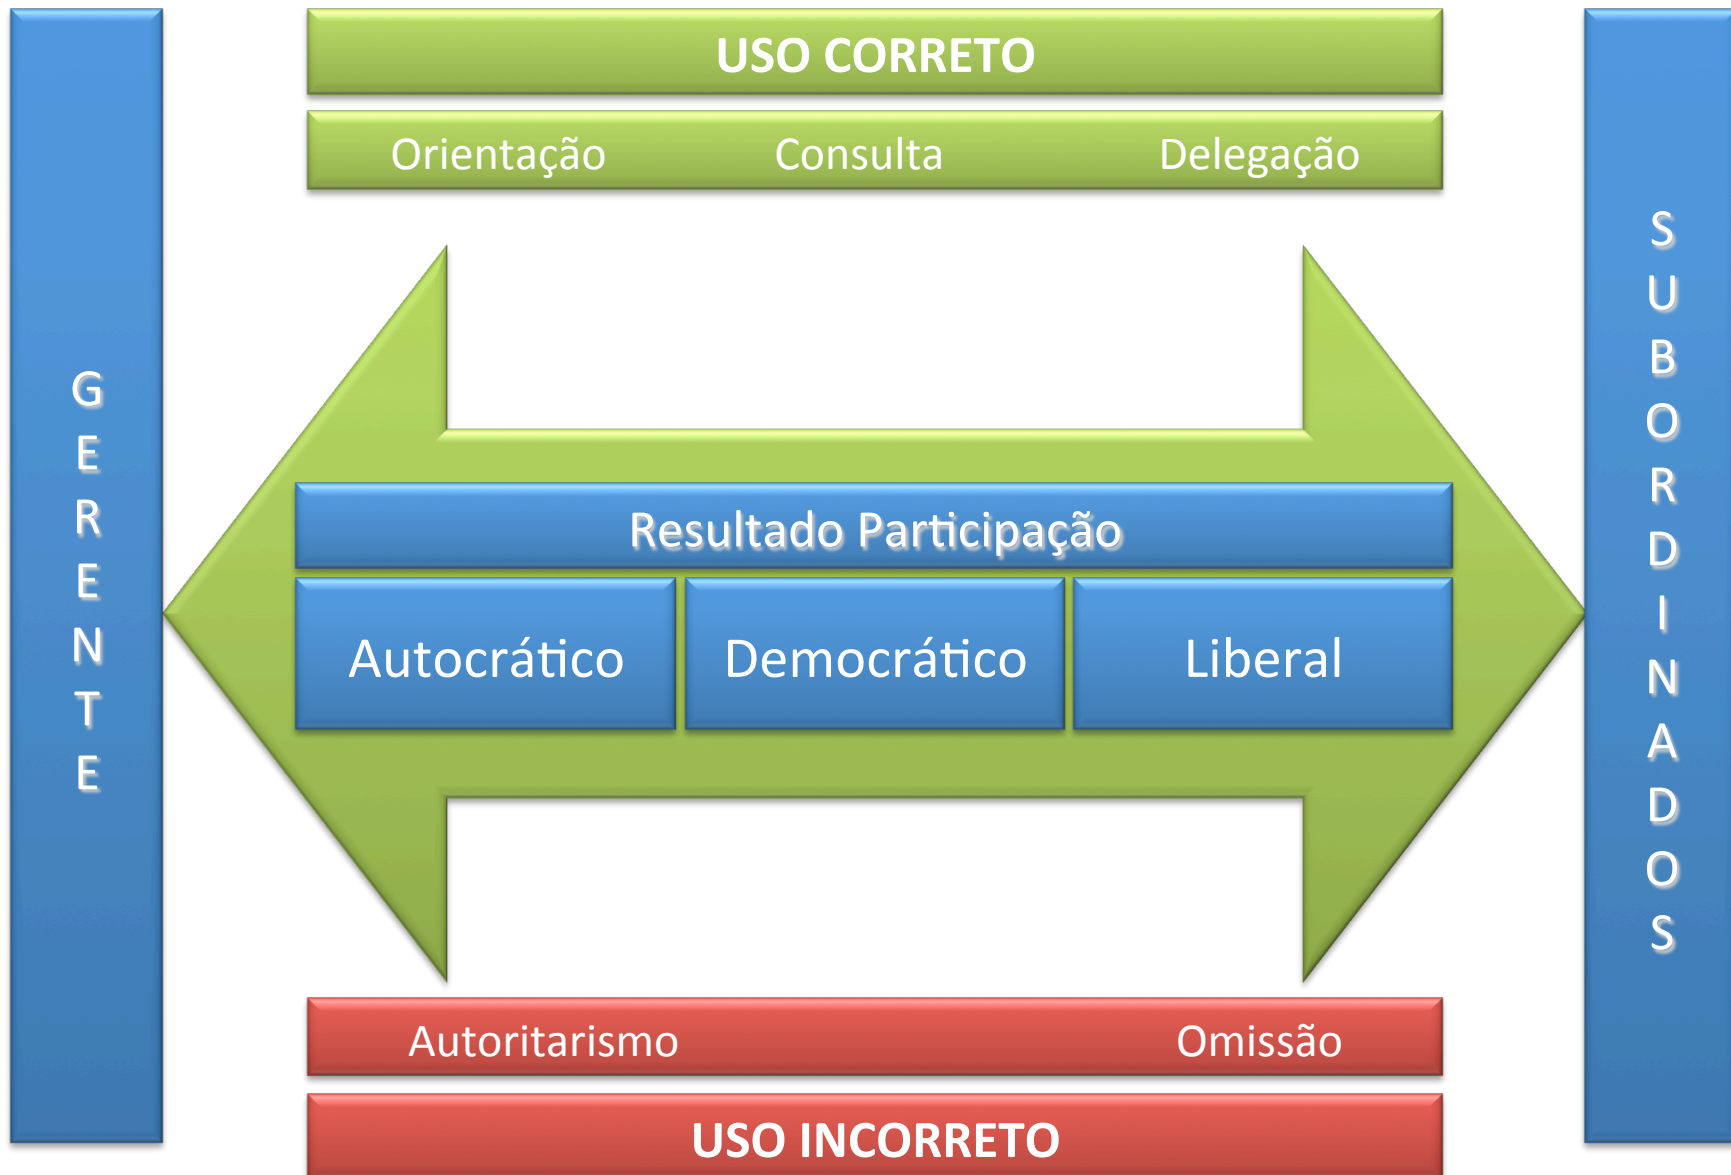 GERENTE
USO CORRETO
Orientação Consulta Delegação
Resultado Participação
Autocrático Democrático Liberal
Autoritarismo Omissão
USO INCORRETO
SUBORDINADOS